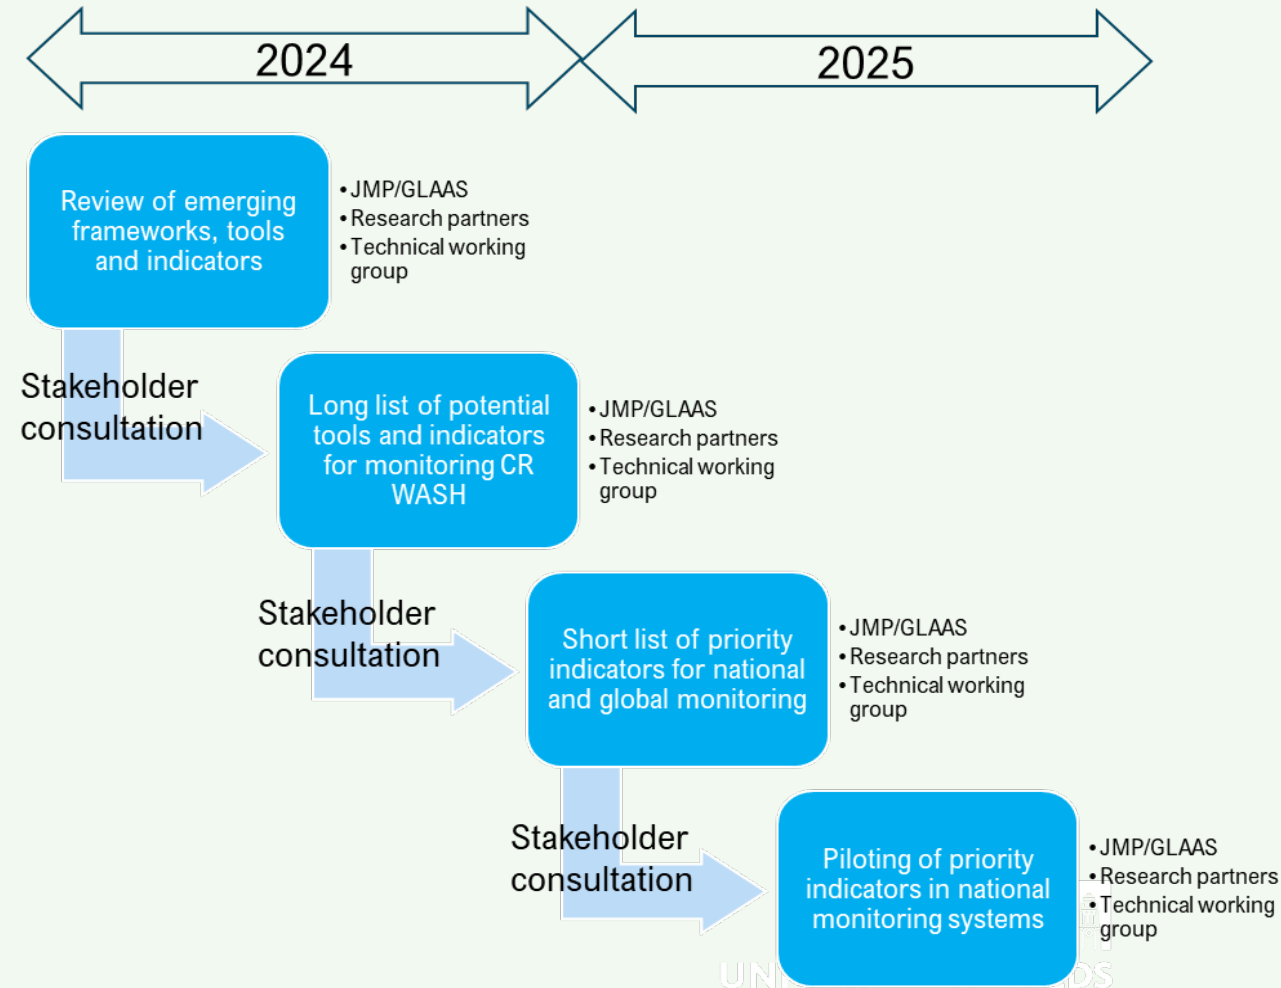 2024
2025
Review of emerging
frameworks, tools
and indicators
• JMP/GLAAS
• Research partners
• Technical working
group
Stakeholder
consultation
Long list of potential
tools and indicators
for monitoring CR
WASH
• JMP/GLAAS
• Research partners
• Technical working
group
Stakeholder
consultation
Short list of priority
indicators for national
and global monitoring
• JMP/GLAAS
• Research partners
• Technical working
group
Stakeholder
consultation
Piloting of priority
indicators in national
monitoring systems
• JMP/GLAAS
• Research partners
• Technical working
group